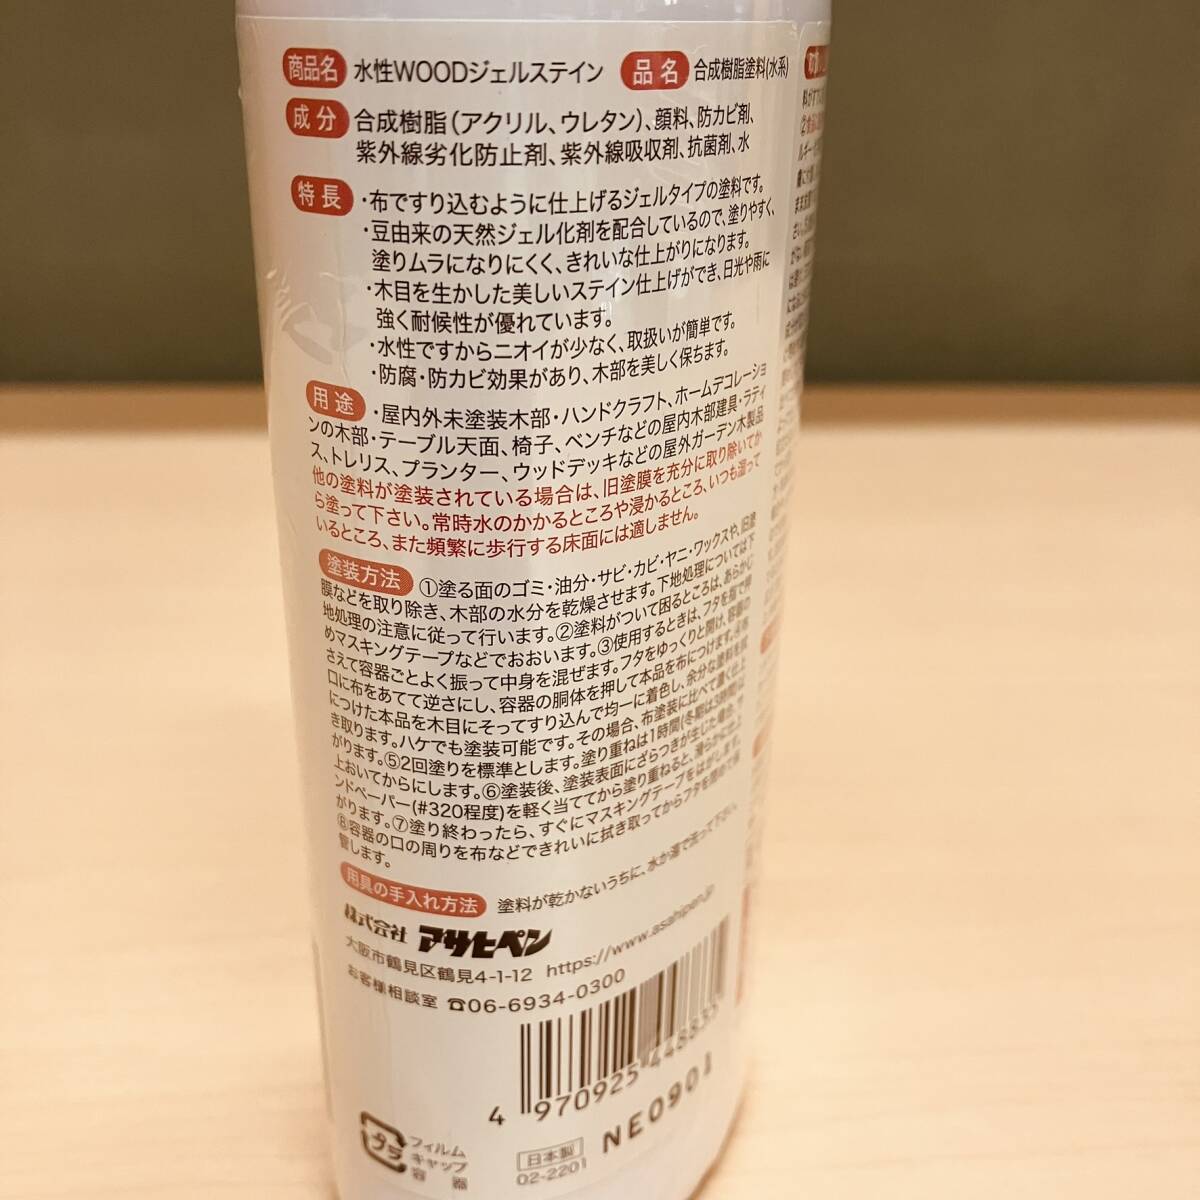 商品名 水性WOODジェルステイン 品名 合成樹脂塗料(水系)
成分 合成樹脂(アクリル、ウレタン)、顔料、防カビ剤、
紫外線劣化防止剤、紫外線吸収剤、抗菌剤、水
特長 ・布ですり込むように仕上げるジェルタイプの塗料です。
・豆由来の天然ジェル化剤を配合しているので、塗りやすく、
塗りムラになりにくく、きれいな仕上がりになります。
・木目を生かした美しいステイン仕上げができ、日光や雨に
強く耐候性が優れています。
・水性ですからニオイが少なく、取扱いが簡単です。
・防腐・防カビ効果があり、木部を美しく保ちます。
用途 ・屋内外未塗装木部・ハンドクラフト、ホームデコレーショ
ンの木部・テーブル天面、椅子、ベンチなどの屋内木部建具・ラティ
ス、トレリス、プランター、ウッドデッキなどの屋外ガーデン木製品
他の塗料が塗装されている場合は、旧塗膜を充分に取り除いてか
ら塗って下さい。常時水のかかるところや浸かるところ、いつも湿って
いるところ、また頻繁に歩行する床面には適しません。
塗装方法 ①塗る面のゴミ・油分・サビ・カビ・ヤニ・ワックスや、旧塗
膜などを取り除き、木部の水分を乾燥させます。下地処理については下
地処理の注意に従って行います。②塗料がついて困るところは、あらかじ
めマスキングテープなどでおおいます。③使用するときは、フタを指で押
さえて容器ごとよく振って中身を混ぜます。フタをゆっくりと開け、容器の
口に布をあてて逆さにし、容器の胴体を押して本品を布につけます。
につけた本品を木目にそってすり込んで均一に着色し、余分な塗料を拭
き取ります。ハケでも塗装可能です。その場合、布塗装に比べて濃く仕上
がります。⑤2回塗りを標準とします。塗り重ねは1時間(冬期は3時間)以
上おいてからにします。⑥塗装後、塗装表面にざらつきが生じた場合、サ
ンドペーパー(#320程度)を軽く当ててから塗り重ねると、滑らかに仕上
がります。⑦塗り終わったら、すぐにマスキングテープをはがします。
⑧容器の口の周りを布などできれいに拭き取ってからフタを閉めて保
管します。
用具の手入れ方法 塗料が乾かないうちに、水か湯で洗って下さい。
株式会社 アサヒペン
大阪市鶴見区鶴見4-1-12 https://www.asahipen.jp
お客様相談室 ☎06-6934-0300
4 970925 448835
NE0901
プラ フィルム
キャップ
容器
日本製
02-2201